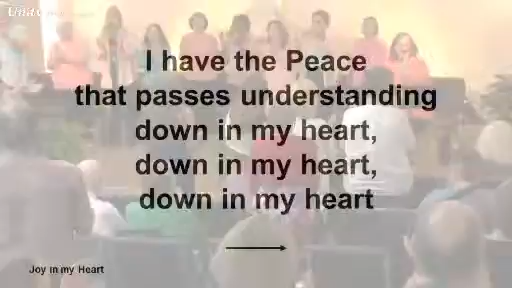 Unity
I have the Peace
that passes understanding
down in my heart,
down in my heart,
down in my heart
Joy in my Heart